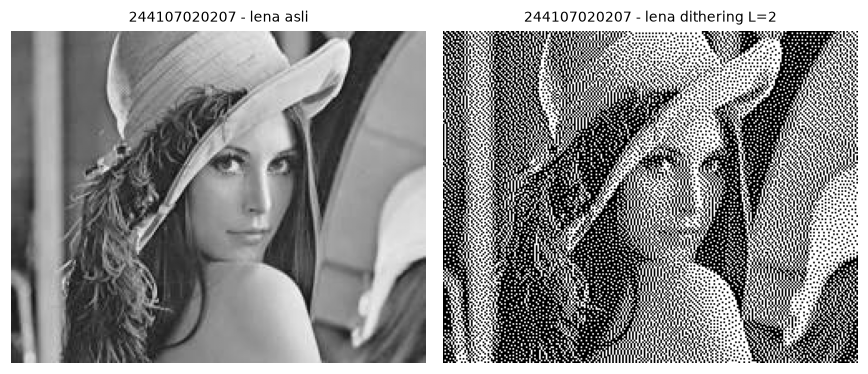 244107020207 - lena asli
244107020207 - lena dithering L=2